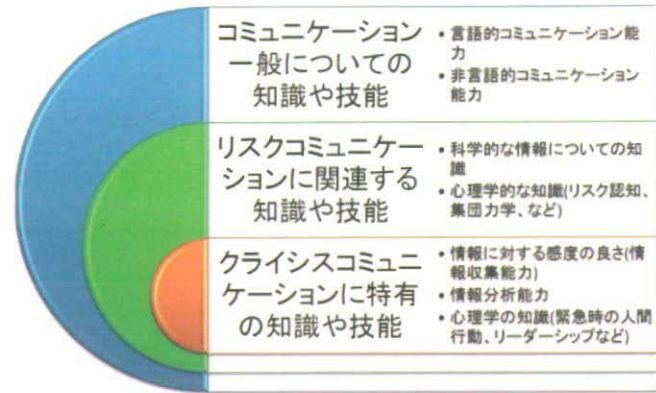 コミュニケーション
一般についての
知識や技能
• 言語的コミュニケーション能
力
• 非言語的コミュニケーション
能力
リスクコミュニケー
ションに関連する
知識や技能
• 科学的な情報についての知
識
• 心理学的な知識(リスク認知、
集団力学、など)
クライシスコミュニ
ケーションに特有
の知識や技能
• 情報に対する感度の良さ(情
報収集能力)
• 情報分析能力
• 心理学の知識(緊急時の人間
行動、リーダーシップなど)